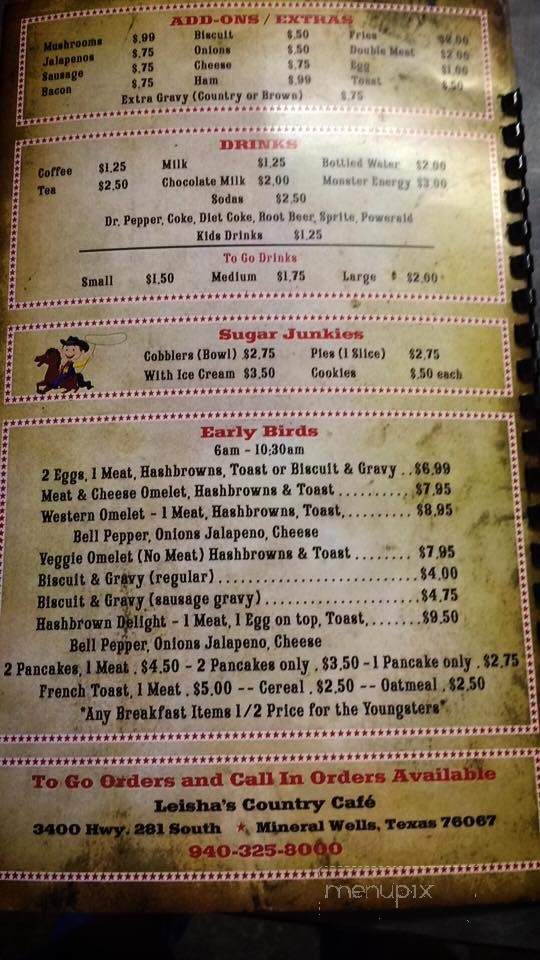 ADD-ONS / EXTRAS
Mushrooms $.99 Biscuit $.50 Fries $2.00
Jalapenos $.75 Onions $.50 Double Meat $2.00
Sausage $.75 Cheese $.75 Egg $1.00
Bacon $.75 Ham $.99 Toast $.50
Extra Gravy (Country or Brown) $.75
DRINKS
Coffee $1.25 Milk $1.25 Bottled Water $2.00
Tea $2.50 Chocolate Milk $2.00 Monster Energy $3.00
Sodas $2.50
Dr. Pepper, Coke, Diet Coke, Root Beer, Sprite, Poweraid
Kids Drinks $1.25
To Go Drinks
Small $1.50 Medium $1.75 Large $ $2.00
Sugar Junkies
Cobblers (Bowl) $2.75 Pies (1 Slice) $2.75
With Ice Cream $3.50 Cookies $.50 each
Early Birds
6am - 10:30am
2 Eggs, 1 Meat, Hashbrowns, Toast or Biscuit & Gravy . .$6.99
Meat & Cheese Omelet, Hashbrowns & Toast . . . . . . . . . . $7.95
Western Omelet - 1 Meat, Hashbrowns, Toast, . . . . . . . . . $8.95
Bell Pepper, Onions Jalapeno, Cheese
Veggie Omelet (No Meat) Hashbrowns & Toast . . . . . . . . $7.95
Biscuit & Gravy (regular) . . . . . . . . . . . . . . . . . . . . . . . . . . . . $4.00
Biscuit & Gravy (sausage gravy) . . . . . . . . . . . . . . . . . . . . . .$4.75
Hashbrown Delight - 1 Meat, 1 Egg on top, Toast, . . . . . . .$9.50
Bell Pepper, Onions Jalapeno, Cheese
2 Pancakes, 1 Meat . $4.50 - 2 Pancakes only . $3.50 - 1 Pancake only . $2.75
French Toast, 1 Meat . $5.00 -- Cereal . $2.50 -- Oatmeal . $2.50
*Any Breakfast Items 1/2 Price for the Youngsters*
To Go Orders and Call In Orders Available
Leisha's Country Café
3400 Hwy. 281 South ★ Mineral Wells, Texas 76067
940-325-8000
menupix